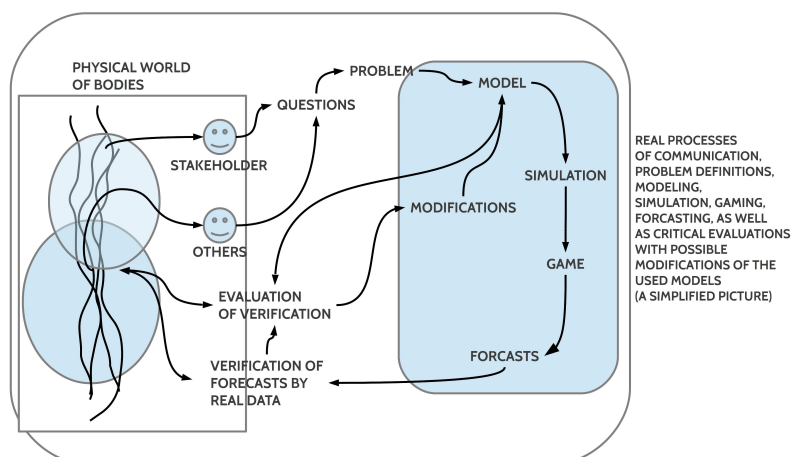 PHYSICAL WORLD
OF BODIES
PROBLEM
QUESTIONS
MODEL
STAKEHOLDER
SIMULATION
OTHERS
MODIFICATIONS
GAME
EVALUATION
OF VERIFICATION
FORCASTS
VERIFICATION OF
FORECASTS BY
REAL DATA
REAL PROCESSES
OF COMMUNICATION,
PROBLEM DEFINITIONS,
MODELING,
SIMULATION, GAMING,
FORCASTING, AS WELL
AS CRITICAL EVALUATIONS
WITH POSSIBLE
MODIFICATIONS OF THE
USED MODELS
(A SIMPLIFIED PICTURE)